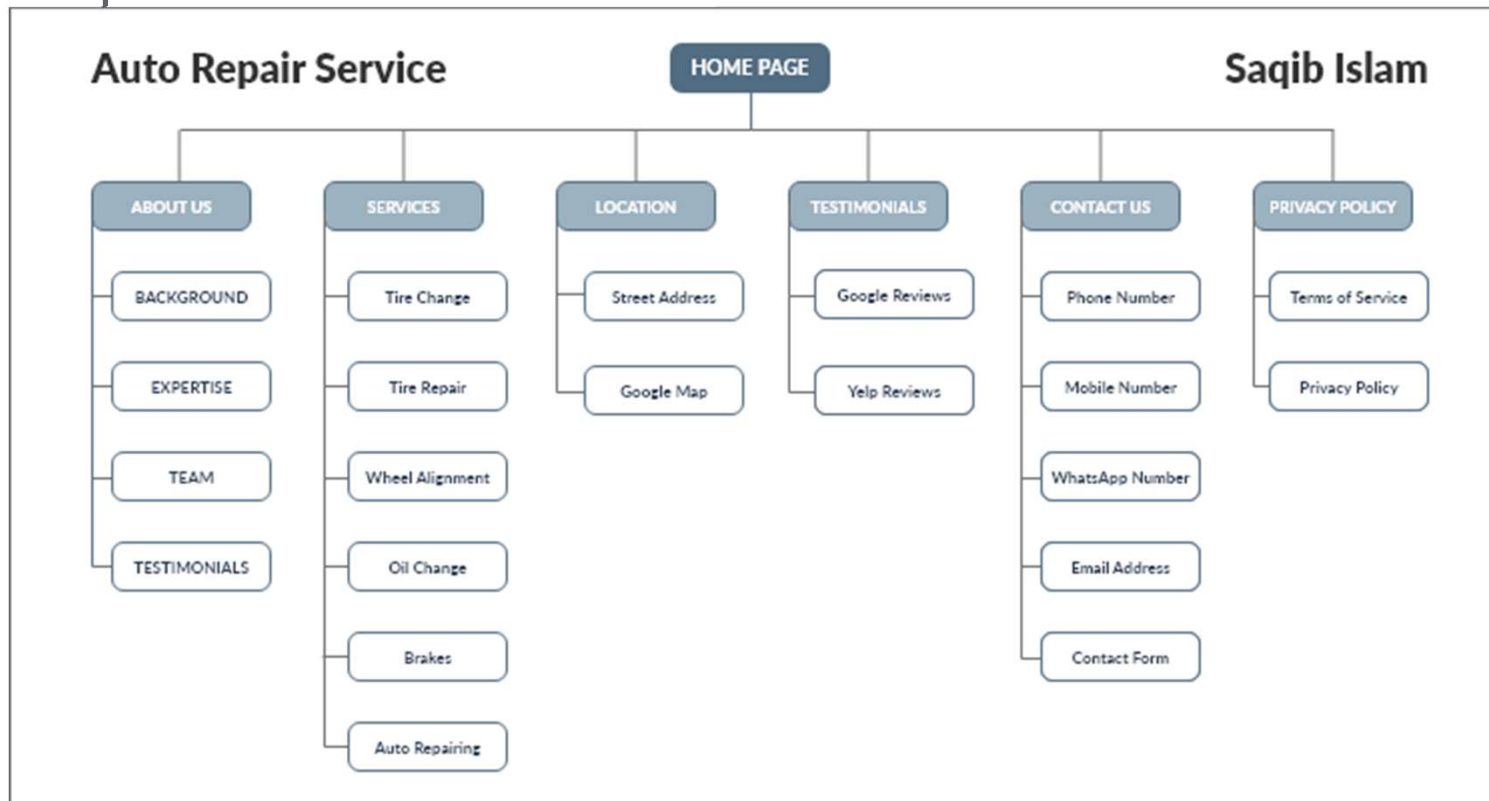 Auto Repair Service
HOME PAGE
Saqib Islam
ABOUT US
BACKGROUND
EXPERTISE
TEAM
TESTIMONIALS
SERVICES
Tire Change
Tire Repair
Wheel Alignment
Oil Change
Brakes
Auto Repairing
LOCATION
Street Address
Google Map
TESTIMONIALS
Google Reviews
Yelp Reviews
CONTACT US
Phone Number
Mobile Number
WhatsApp Number
Email Address
Contact Form
PRIVACY POLICY
Terms of Service
Privacy Policy